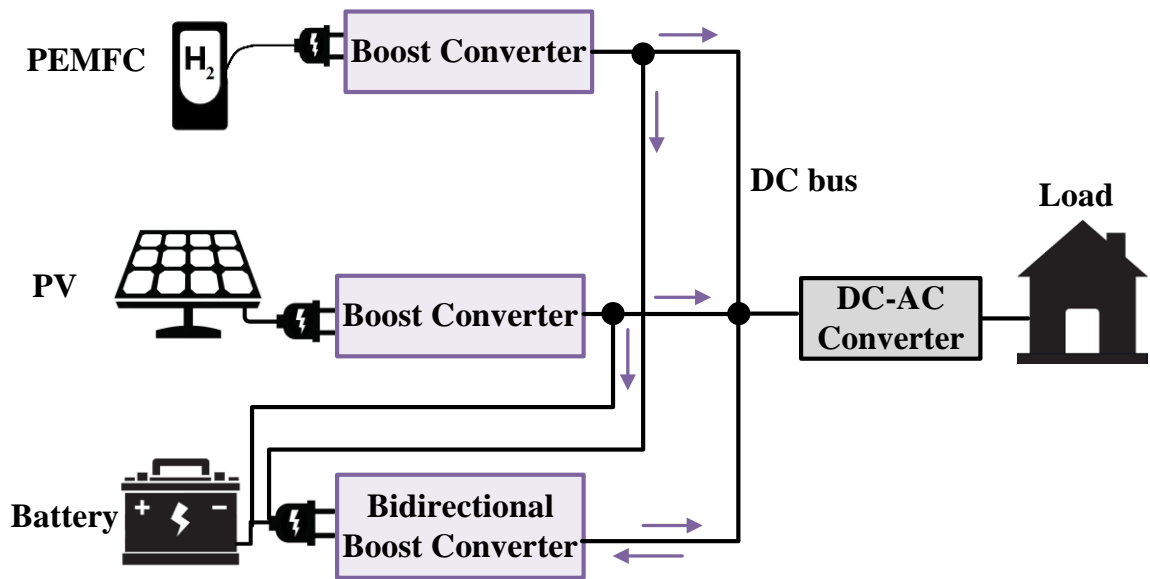 PEMFC
H2
Boost Converter
DC bus
Load
PV
Boost Converter
DC-AC
Converter
Battery
+ −
Bidirectional
Boost Converter